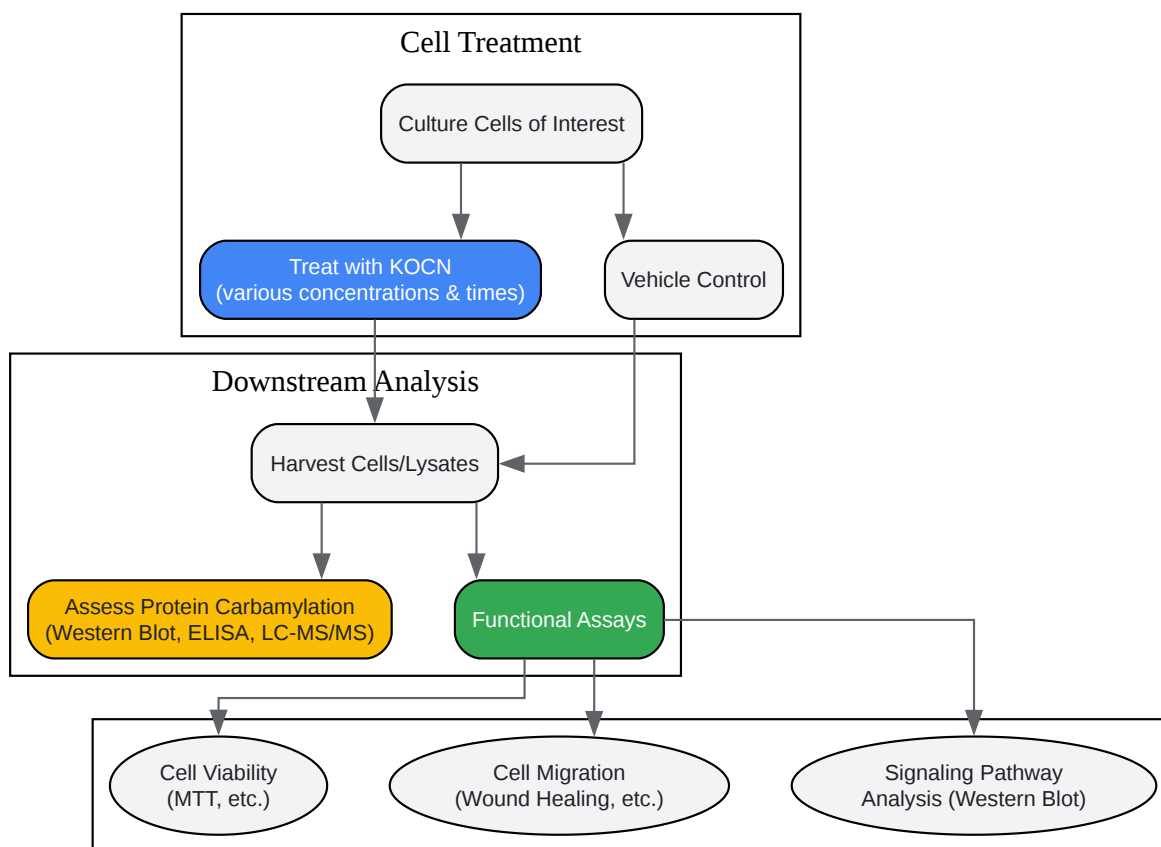 Cell Treatment
Culture Cells of Interest
Treat with KOCN
(various concentrations & times)
Vehicle Control
Downstream Analysis
Harvest Cells/Lysates
Assess Protein Carbamylation
(Western Blot, ELISA, LC-MS/MS)
Functional Assays
Cell Viability
(MTT, etc.)
Cell Migration
(Wound Healing, etc.)
Signaling Pathway
Analysis (Western Blot)